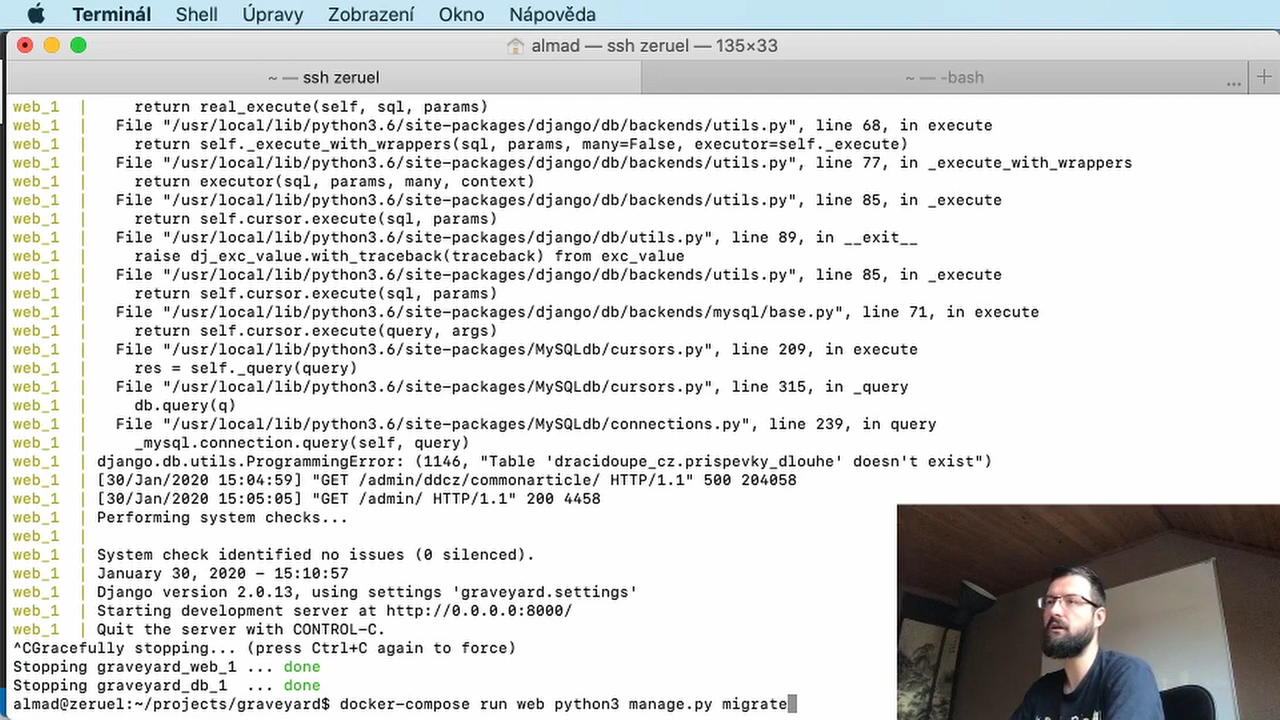 Terminál Shell Úpravy Zobrazení Okno Nápověda
almad — ssh zeruel — 135×33
~ — ssh zeruel
~ — -bash
... +
web_1 | return real_execute(self, sql, params)
web_1 | File "/usr/local/lib/python3.6/site-packages/django/db/backends/utils.py", line 68, in execute
web_1 | return self._execute_with_wrappers(sql, params, many=False, executor=self._execute)
web_1 | File "/usr/local/lib/python3.6/site-packages/django/db/backends/utils.py", line 77, in _execute_with_wrappers
web_1 | return executor(sql, params, many, context)
web_1 | File "/usr/local/lib/python3.6/site-packages/django/db/backends/utils.py", line 85, in _execute
web_1 | return self.cursor.execute(sql, params)
web_1 | File "/usr/local/lib/python3.6/site-packages/django/db/utils.py", line 89, in __exit__
web_1 | raise dj_exc_value.with_traceback(traceback) from exc_value
web_1 | File "/usr/local/lib/python3.6/site-packages/django/db/backends/utils.py", line 85, in _execute
web_1 | return self.cursor.execute(sql, params)
web_1 | File "/usr/local/lib/python3.6/site-packages/django/db/backends/mysql/base.py", line 71, in execute
web_1 | return self.cursor.execute(query, args)
web_1 | File "/usr/local/lib/python3.6/site-packages/MySQLdb/cursors.py", line 209, in execute
web_1 | res = self._query(query)
web_1 | File "/usr/local/lib/python3.6/site-packages/MySQLdb/cursors.py", line 315, in _query
web_1 | db.query(q)
web_1 | File "/usr/local/lib/python3.6/site-packages/MySQLdb/connections.py", line 239, in query
web_1 | _mysql.connection.query(self, query)
web_1 | django.db.utils.ProgrammingError: (1146, "Table 'dracidoupe_cz.prispevky_dlouhe' doesn't exist")
web_1 | [30/Jan/2020 15:04:59] "GET /admin/ddcz/commonarticle/ HTTP/1.1" 500 204058
web_1 | [30/Jan/2020 15:05:05] "GET /admin/ HTTP/1.1" 200 4458
web_1 | Performing system checks...
web_1 |
web_1 | System check identified no issues (0 silenced).
web_1 | January 30, 2020 - 15:10:57
web_1 | Django version 2.0.13, using settings 'graveyard.settings'
web_1 | Starting development server at http://0.0.0.0:8000/
web_1 | Quit the server with CONTROL-C.
^CGracefully stopping... (press Ctrl+C again to force)
Stopping graveyard_web_1 ... done
Stopping graveyard_db_1 ... done
almad@zeruel:~/projects/graveyard$ docker-compose run web python3 manage.py migrate